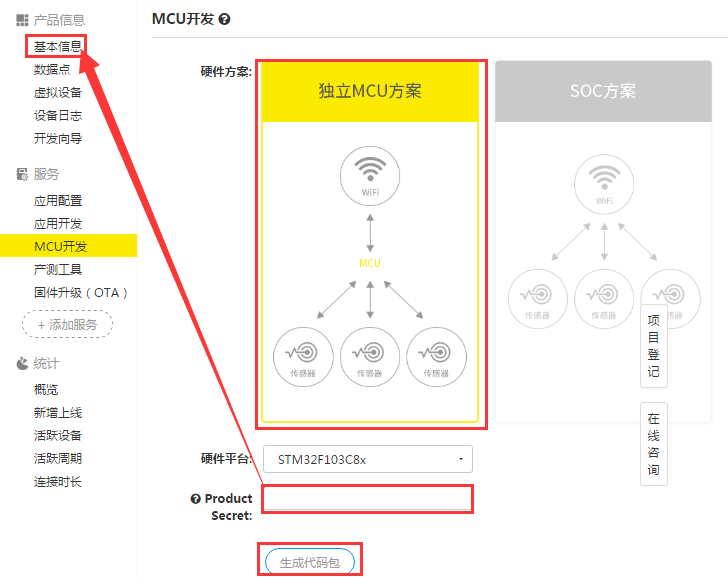 产品信息
基本信息
数据点
虚拟设备
设备日志
开发向导
服务
应用配置
应用开发
MCU开发
产测工具
固件升级（OTA）
+ 添加服务
统计
概览
新增上线
活跃设备
活跃周期
连接时长
MCU开发 ?
硬件方案:
独立MCU方案
WiFi
MCU
传感器
传感器
传感器
SOC方案
WiFi
传感器
传感器
传感器
项目登记
在线咨询
硬件平台:
STM32F103C8x
? Product
Secret:
生成代码包